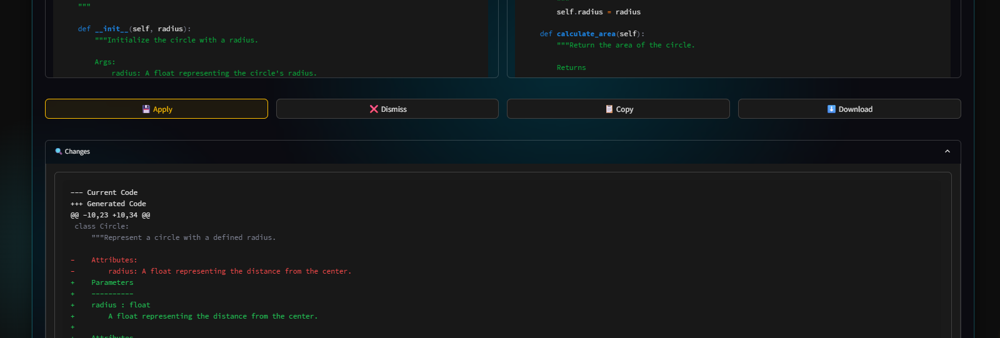 """
def __init__(self, radius):
"""Initialize the circle with a radius.
Args:
radius: A float representing the circle's radius.
"""
self.radius = radius
def calculate_area(self):
"""Return the area of the circle.
Returns
💾 Apply
❌ Dismiss
📋 Copy
⬇️ Download
🔍 Changes
--- Current Code
+++ Generated Code
@@ -10,23 +10,34 @@
class Circle:
"""Represent a circle with a defined radius.
-    Attributes:
-        radius: A float representing the distance from the center.
+    Parameters
+    ----------
+    radius : float
+        A float representing the distance from the center.
+
+    Attributes